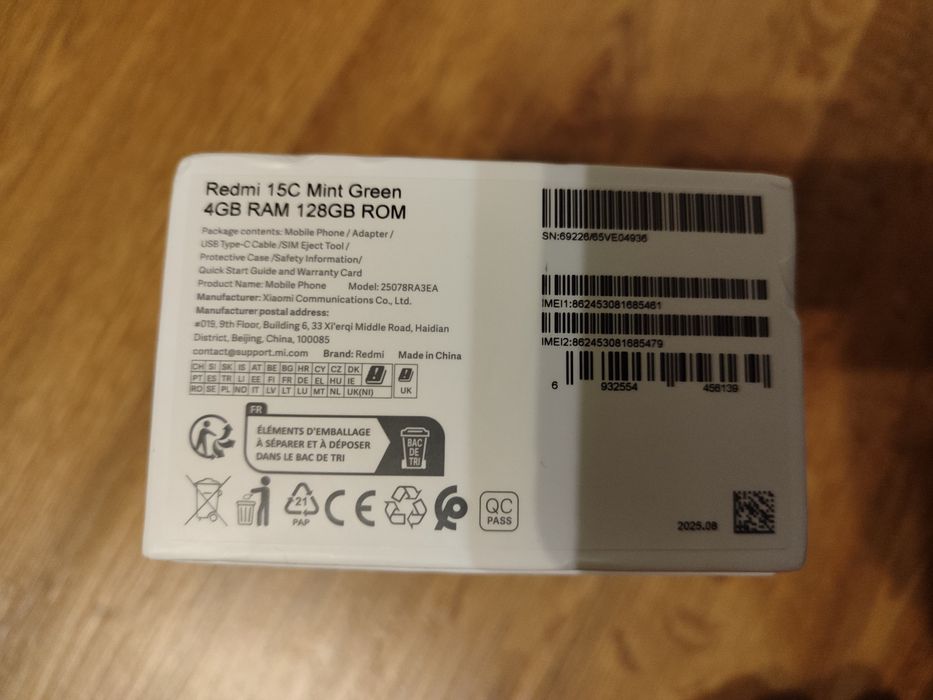 Redmi 15C Mint Green
4GB RAM 128GB ROM
Package contents: Mobile Phone / Adapter /
USB Type-C Cable /SIM Eject Tool /
Protective Case /Safety Information/
Quick Start Guide and Warranty Card
Product Name: Mobile Phone Model: 25078RA3EA
Manufacturer: Xiaomi Communications Co., Ltd.
Manufacturer postal address:
#019, 9th Floor, Building 6, 33 Xi'erqi Middle Road, Haidian
District, Beijing, China, 100085
contact@support.mi.com Brand: Redmi Made in China
CH SI SK IS AT BE BG HR CY CZ DK
PT ES TR LI EE FI FR DE EL HU IE
RO SE PL NO IT LV LT LU MT NL UK(NI)
UK
FR
ÉLÉMENTS D'EMBALLAGE
À SÉPARER ET À DÉPOSER
DANS LE BAC DE TRI
BAC
DE
TRI
21
PAP
CE
QC
PASS
SN:69226/65VE04936
IMEI1:862453081685461
IMEI2:862453081685479
6 932554 456139
2025.08